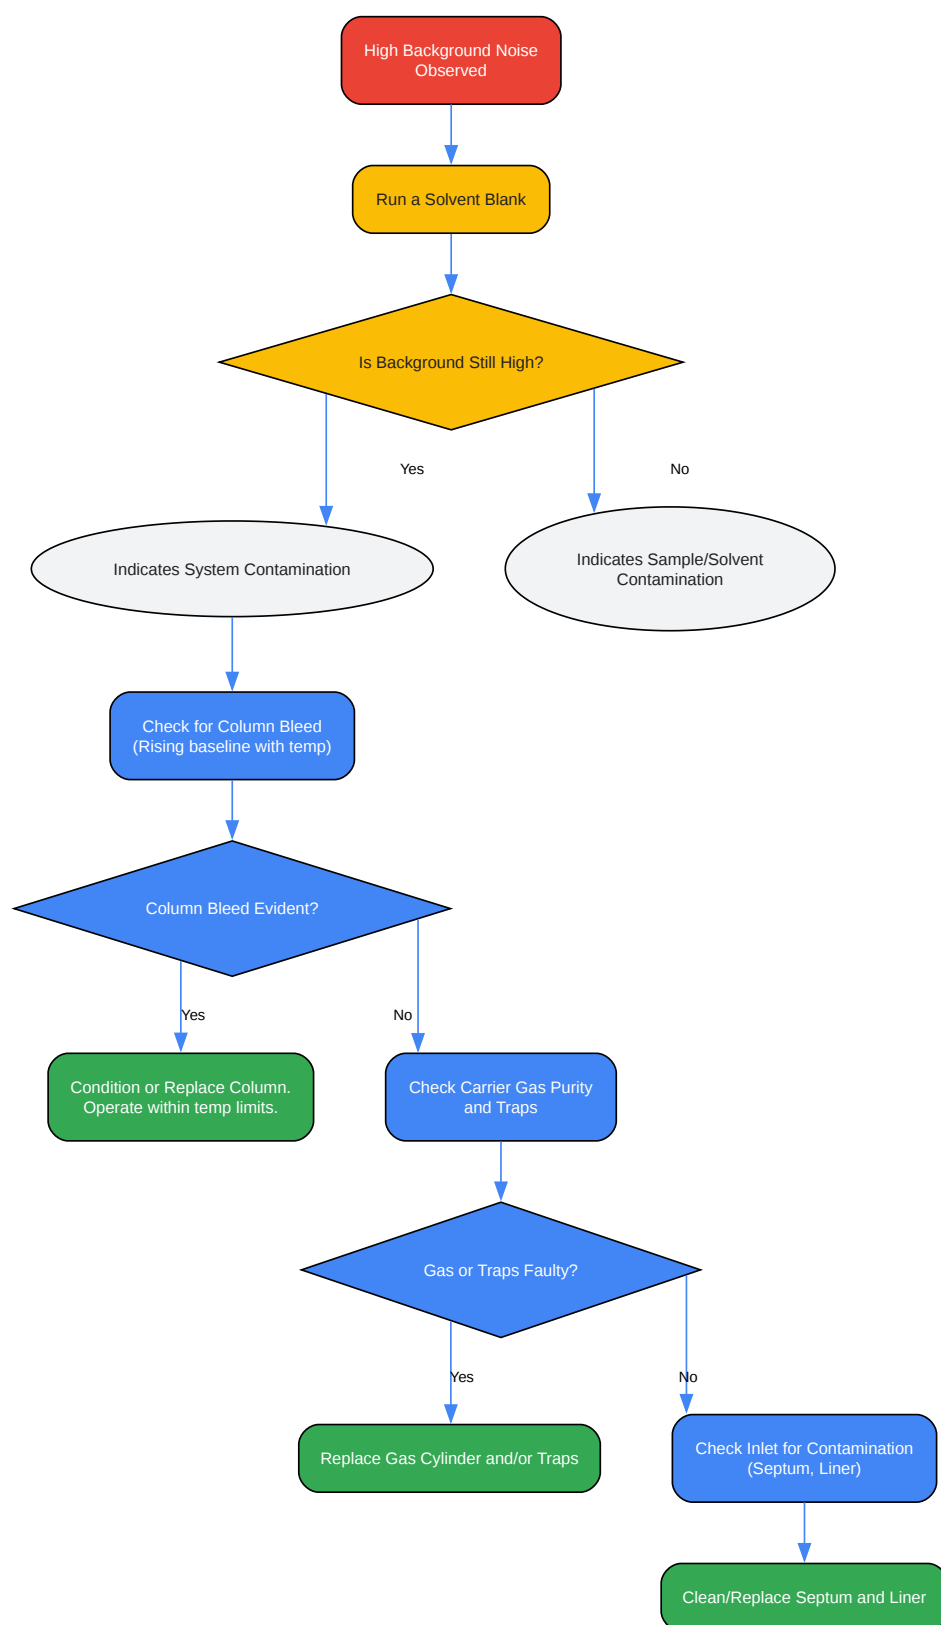 High Background Noise
Observed
Run a Solvent Blank
Is Background Still High?
Yes
No
Indicates System Contamination
Indicates Sample/Solvent
Contamination
Check for Column Bleed
(Rising baseline with temp)
Column Bleed Evident?
Yes
No
Condition or Replace Column.
Operate within temp limits.
Check Carrier Gas Purity
and Traps
Gas or Traps Faulty?
Yes
No
Replace Gas Cylinder and/or Traps
Check Inlet for Contamination
(Septum, Liner)
Clean/Replace Septum and Liner